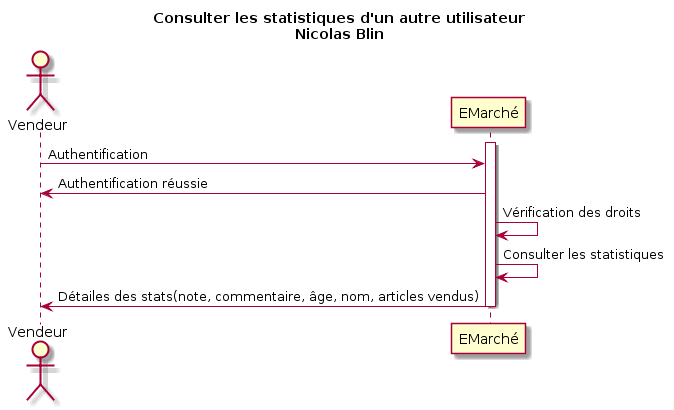 Consulter les statistiques d'un autre utilisateur
Nicolas Blin
Vendeur
EMarché
Authentification
Authentification réussie
Vérification des droits
Consulter les statistiques
Détailes des stats(note, commentaire, âge, nom, articles vendus)
Vendeur
EMarché